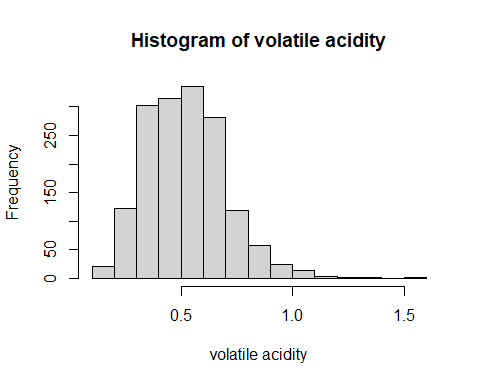 Histogram of volatile acidity
Frequency
250
150
50
0
0.5 1.0 1.5
volatile acidity